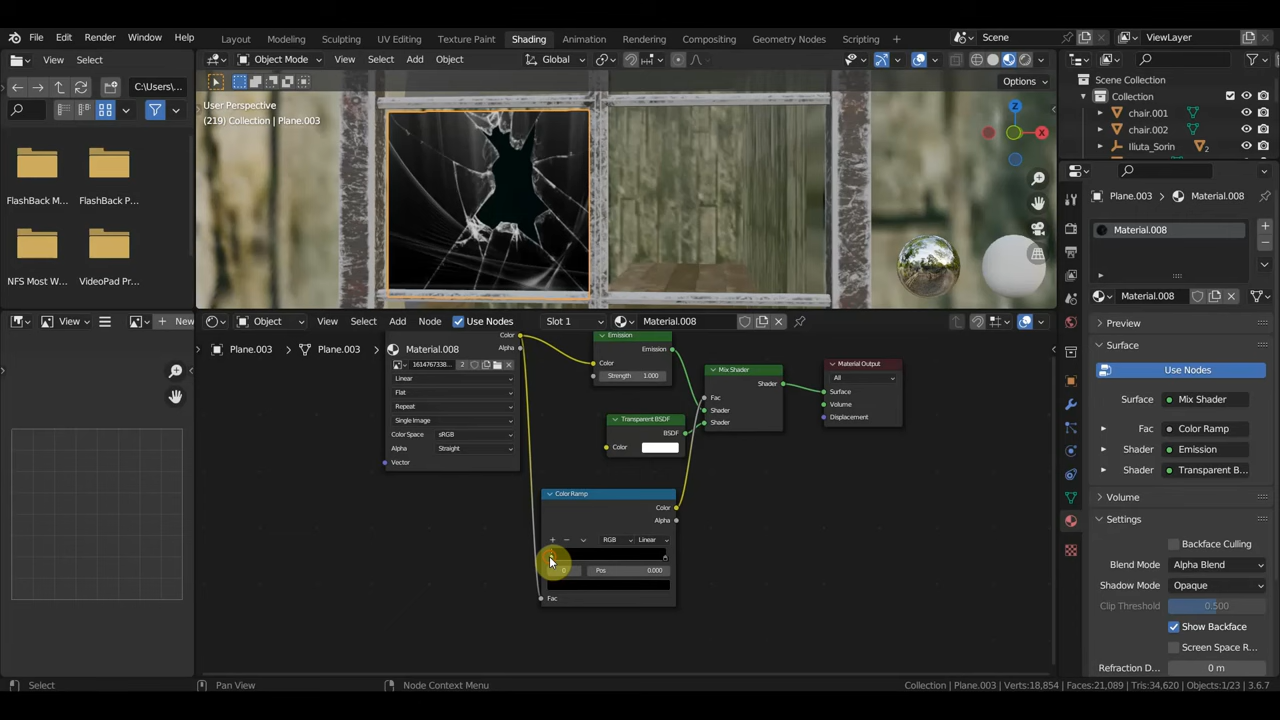 File Edit Render Window Help Layout Modeling Sculpting UV Editing Texture Paint Shading Animation Rendering Compositing Geometry Nodes Scripting Scene ViewLayer
View Select Object Mode View Select Add Object Global
C:\Users\... Options
User Perspective
(219) Collection | Plane.003
Scene Collection
Collection
chair.001
chair.002
Iliuta_Sorin 2
FlashBack M... FlashBack P...
NFS Most W... VideoPad Pr...
Z
X
Plane.003 Material.008
Material.008
View New Object View Select Add Node Use Nodes Slot 1 Material.008 Material.008
Plane.003 Plane.003 Material.008
Color
Alpha
1614767338... 2
Linear
Flat
Repeat
Single Image
Color Space sRGB
Alpha Straight
Vector
Emission
Emission
Color
Strength 1.000
Transparent BSDF
BSDF
Color
Mix Shader
Shader
Fac
Shader
Shader
Material Output
All
Surface
Volume
Displacement
Color Ramp
Color
Alpha
RGB Linear
0 Pos 0.000
Fac
Preview
Surface
Use Nodes
Surface Mix Shader
Fac Color Ramp
Shader Emission
Shader Transparent B...
Volume
Settings
Backface Culling
Blend Mode Alpha Blend
Shadow Mode Opaque
Clip Threshold 0.500
Show Backface
Screen Space R...
Refraction D... 0 m
Select Pan View Node Context Menu Collection | Plane.003 | Verts:18,854 | Faces:21,089 | Tris:34,620 | Objects:1/23 | 3.6.7